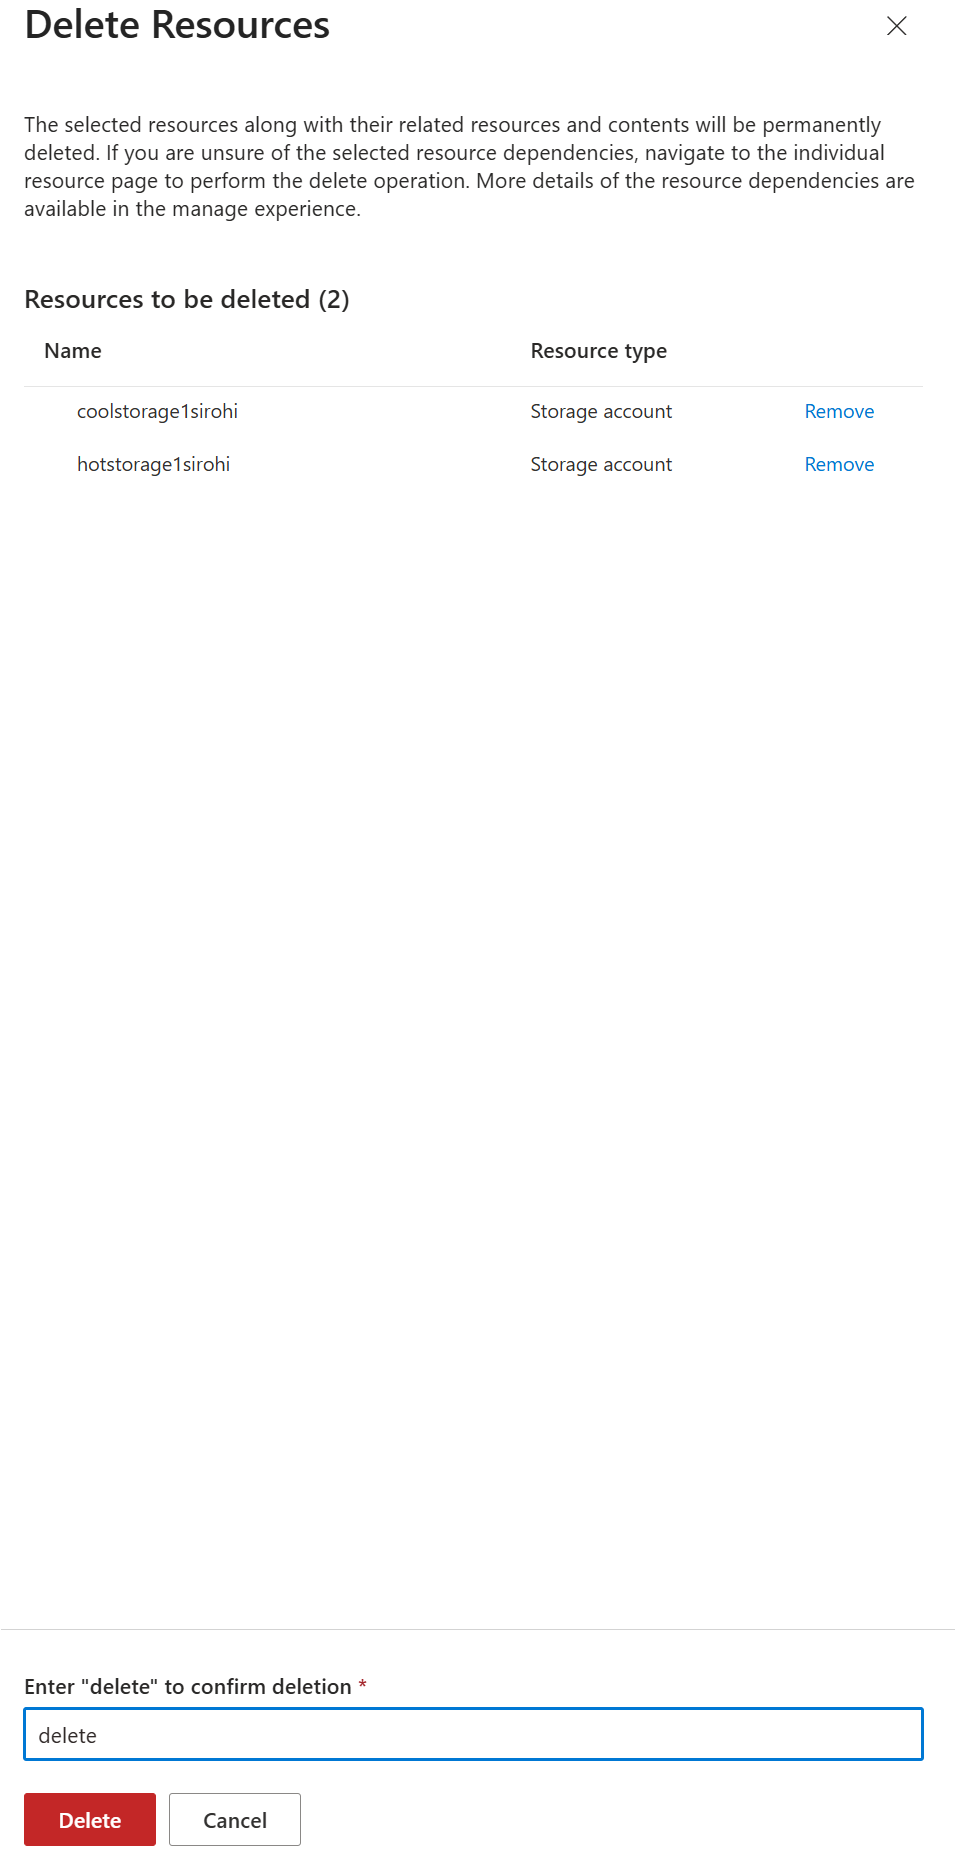 Delete Resources
The selected resources along with their related resources and contents will be permanently
deleted. If you are unsure of the selected resource dependencies, navigate to the individual
resource page to perform the delete operation. More details of the resource dependencies are
available in the manage experience.
Resources to be deleted (2)
Name Resource type
coolstorage1sirohi Storage account Remove
hotstorage1sirohi Storage account Remove
Enter "delete" to confirm deletion *
delete
Delete Cancel